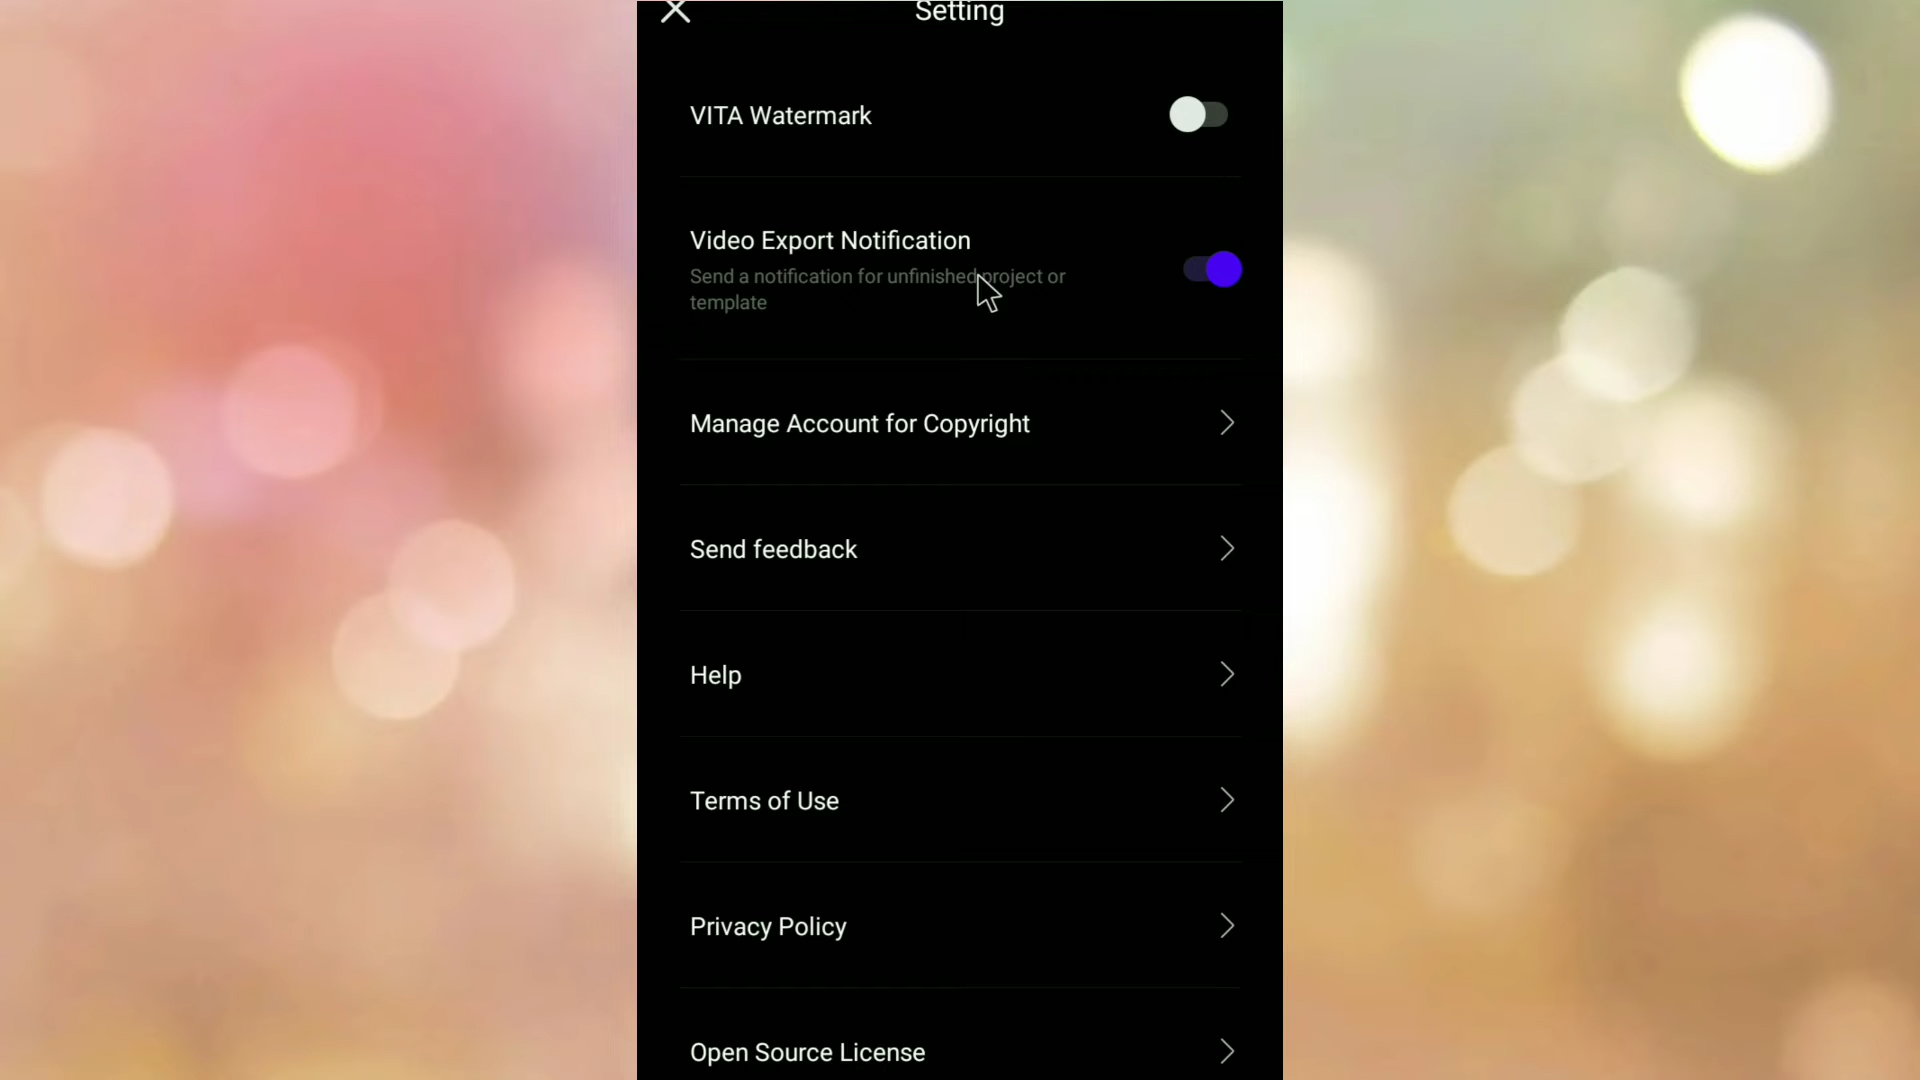 Setting
VITA Watermark
Video Export Notification
Send a notification for unfinished project or
template
Manage Account for Copyright
Send feedback
Help
Terms of Use
Privacy Policy
Open Source License